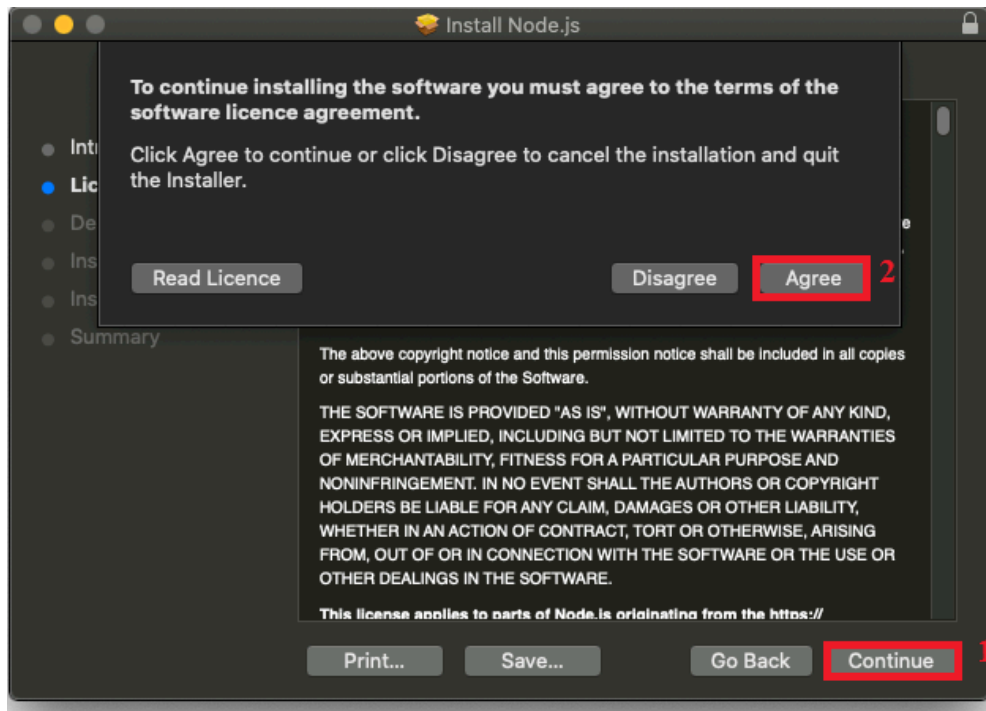 Install Node.js
To continue installing the software you must agree to the terms of the
software licence agreement.
Click Agree to continue or click Disagree to cancel the installation and quit
the Installer.
Read Licence
Disagree
Agree
2
Lic
De
Ins
Ins
Summary
The above copyright notice and this permission notice shall be included in all copies
or substantial portions of the Software.
THE SOFTWARE IS PROVIDED "AS IS", WITHOUT WARRANTY OF ANY KIND,
EXPRESS OR IMPLIED, INCLUDING BUT NOT LIMITED TO THE WARRANTIES
OF MERCHANTABILITY, FITNESS FOR A PARTICULAR PURPOSE AND
NONINFRINGEMENT. IN NO EVENT SHALL THE AUTHORS OR COPYRIGHT
HOLDERS BE LIABLE FOR ANY CLAIM, DAMAGES OR OTHER LIABILITY,
WHETHER IN AN ACTION OF CONTRACT, TORT OR OTHERWISE, ARISING
FROM, OUT OF OR IN CONNECTION WITH THE SOFTWARE OR THE USE OR
OTHER DEALINGS IN THE SOFTWARE.
This license applies to parts of Node.js originating from the https://
Print...
Save...
Go Back
Continue
1